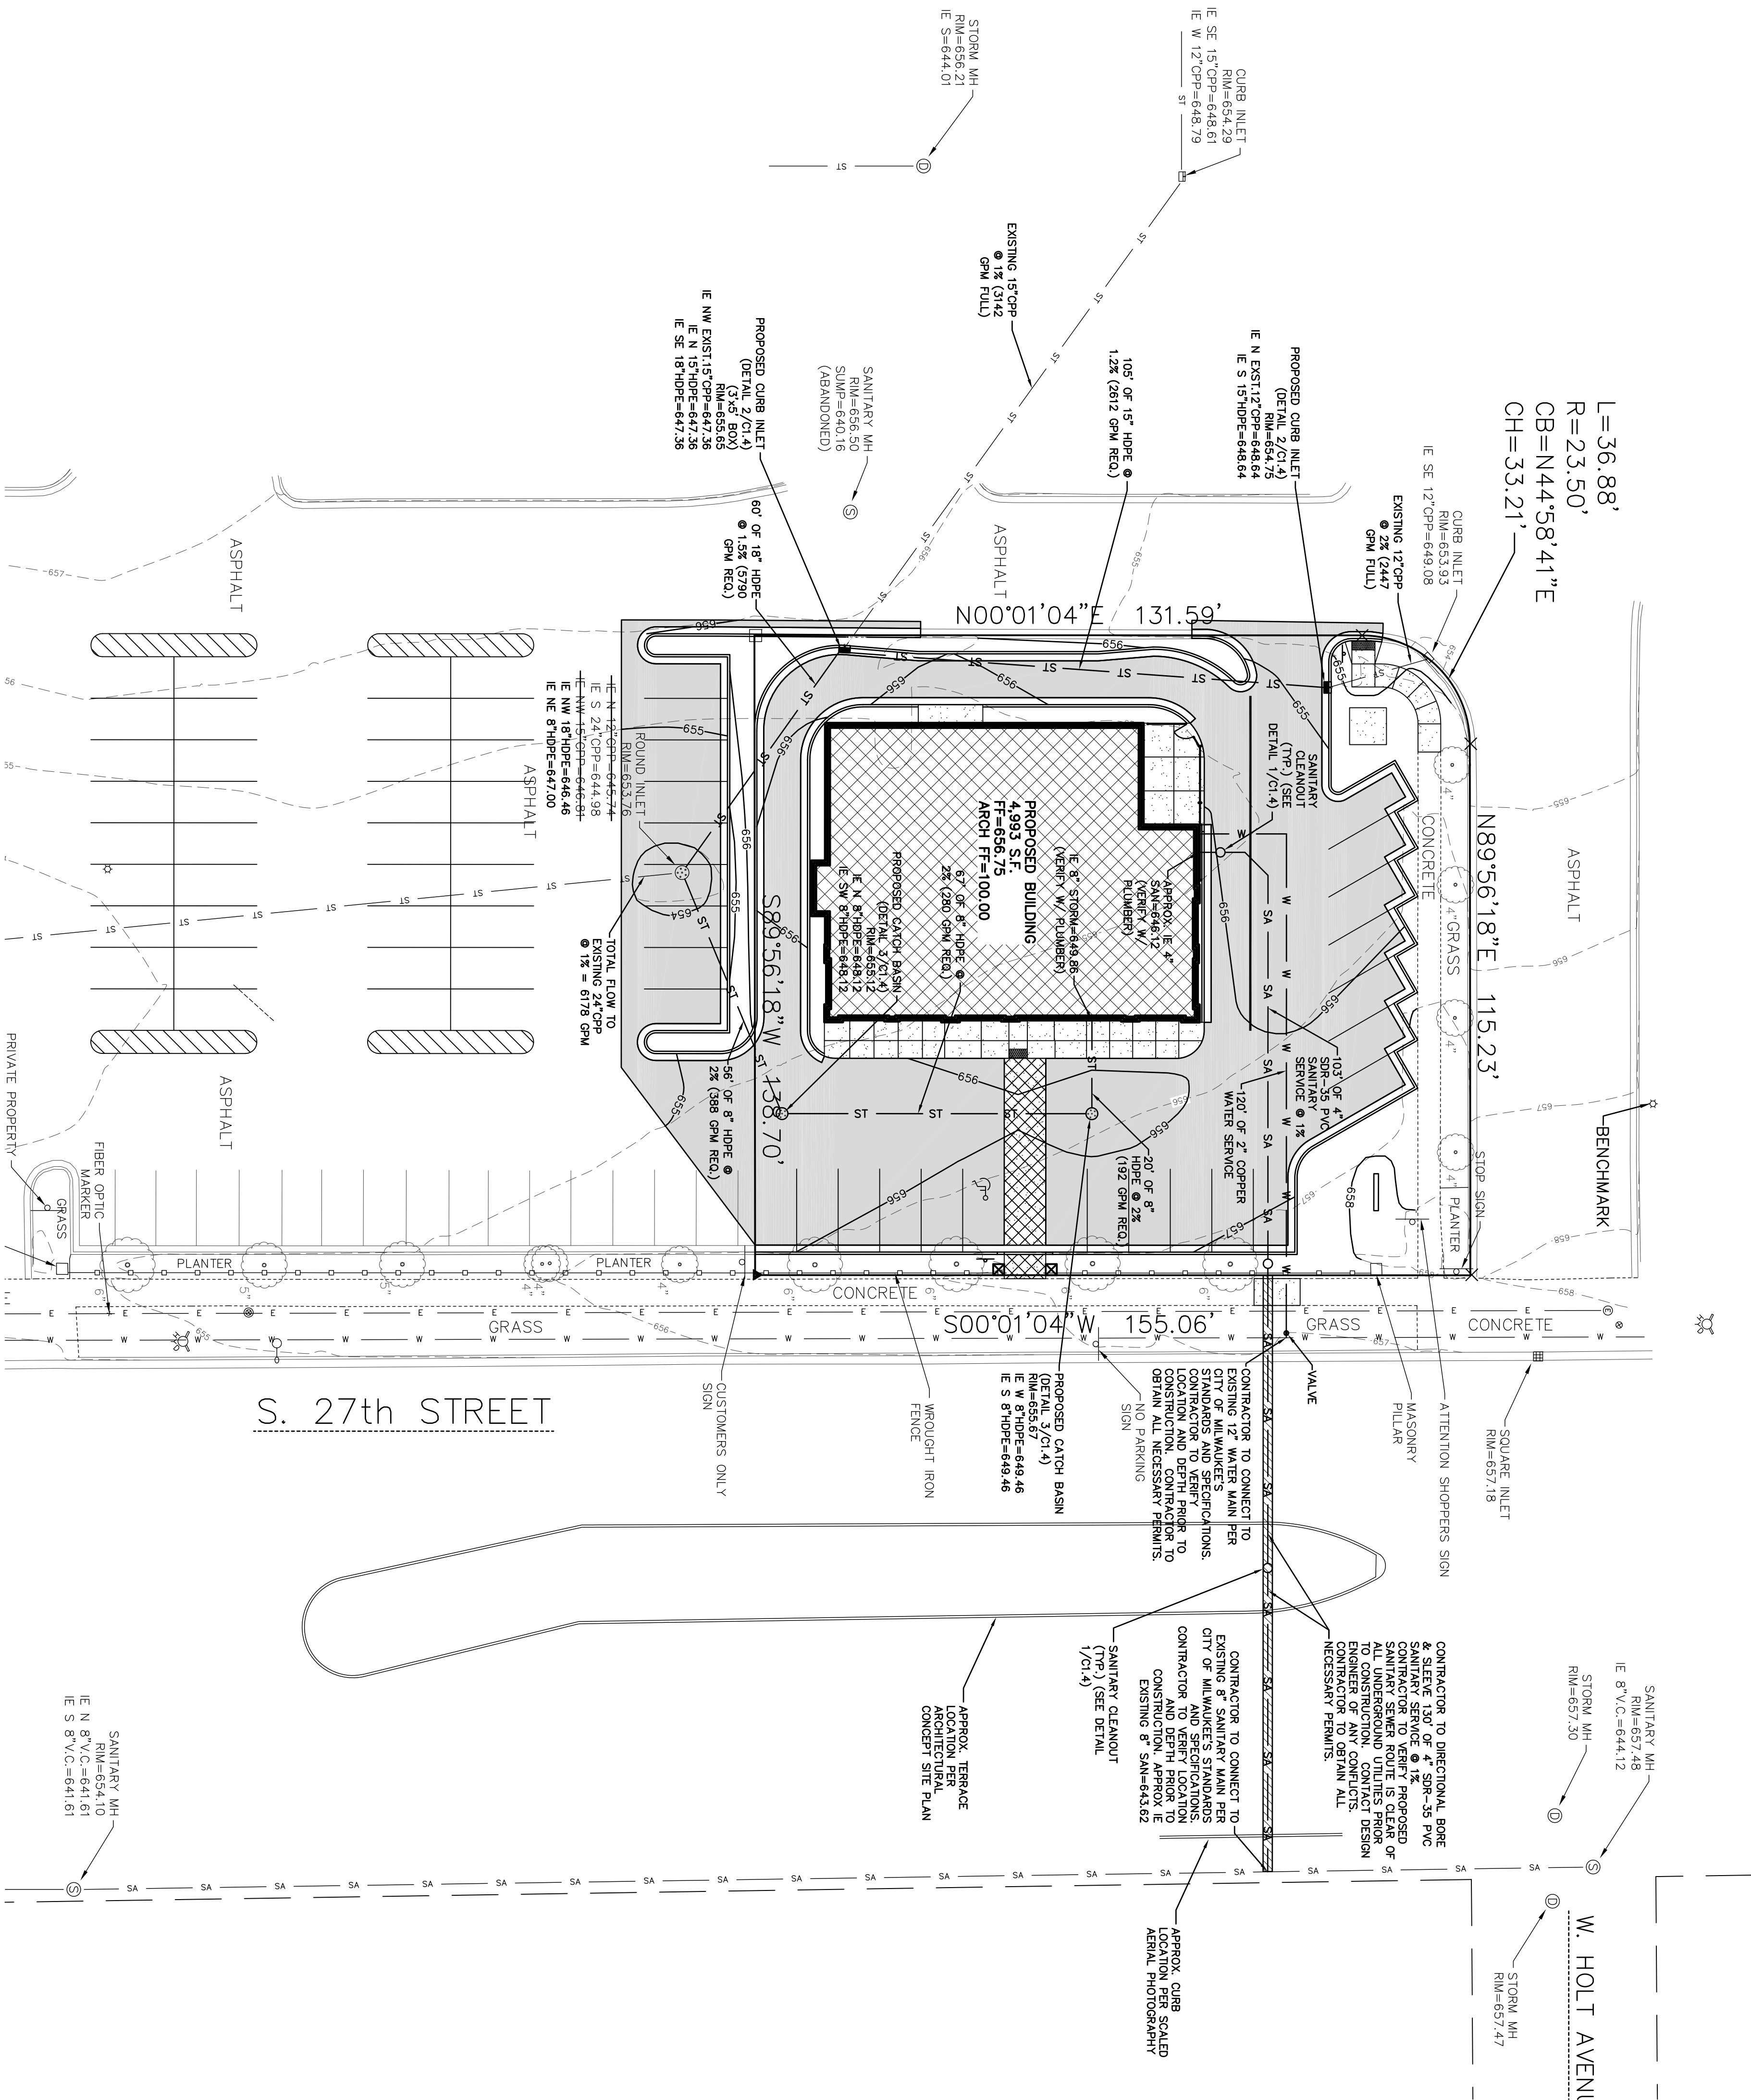 L=36.88'
R=23.50'
CB=N44°58'41"E
CH=33.21'
CURB INLET
RIM=654.29
IE SE 15"CPP=648.61
IE W 12"CPP=648.79
STORM MH
RIM=656.21
IE S=644.01
EXISTING 15"CPP
@ 1% (3142
GPM FULL)
CURB INLET
RIM=653.93
IE SE 12"CPP=649.08
EXISTING 12"CPP
@ 2% (2447
GPM FULL)
PROPOSED CURB INLET
(DETAIL 2/C1.4)
RIM=654.75
IE N EXST.12"CPP=648.64
IE S 15"HDPE=648.64
105' OF 15" HDPE @
1.2% (2612 GPM REQ.)
SANITARY MH
RIM=656.50
SUMP=640.16
(ABANDONED)
PROPOSED CURB INLET
(DETAIL 2/C1.4)
(3'x5' BOX)
RIM=655.65
IE NW EXIST.15"CPP=647.36
IE N 15"HDPE=647.36
IE SE 18"HDPE=647.36
60' OF 18" HDPE
@ 1.5% (5790
GPM REQ.)
N00°01'04"E 131.59'
N89°56'18"E 115.23'
S00°01'04"W 155.06'
S89°56'18"W 138.70'
ROUND INLET
RIM=653.76
IE N 12"CPP=645.74
IE S 24"CPP=644.98
IE NW 15"CPP=646.81
IE NW 18"HDPE=646.46
IE NE 8"HDPE=647.00
TOTAL FLOW TO
EXISTING 24"CPP
@ 1% = 6178 GPM
56' OF 8" HDPE @
2% (388 GPM REQ.)
SANITARY
CLEANOUT
(TYP.) (SEE
DETAIL 1/C1.4)
PROPOSED BUILDING
4,993 S.F.
FF=656.75
ARCH FF=100.00
APPROX. IE 4"
SAN=646.12
(VERIFY W/
PLUMBER)
IE 8" STORM=649.86
(VERIFY W/ PLUMBER)
67' OF 8" HDPE @
2% (280 GPM REQ.)
PROPOSED CATCH BASIN
(DETAIL 3/C1.4)
RIM=655.12
IE N 8"HDPE=648.12
IE SW 8"HDPE=648.12
103' OF 4"
SDR-35 PVC
SANITARY
SERVICE @ 1%
120' OF 2" COPPER
WATER SERVICE
20' OF 8"
HDPE @ 2%
(192 GPM REQ.)
ASPHALT
ASPHALT
ASPHALT
ASPHALT
ASPHALT
ASPHALT
CONCRETE
GRASS
BENCHMARK
STOP SIGN
PLANTER
PLANTER
PLANTER
CONCRETE
GRASS
GRASS
CONCRETE
GRASS
PRIVATE PROPERTY
FIBER OPTIC
MARKER
S. 27th STREET
CUSTOMERS ONLY
SIGN
WROUGHT IRON
FENCE
PROPOSED CATCH BASIN
(DETAIL 3/C1.4)
RIM=655.67
IE W 8"HDPE=649.46
IE S 8"HDPE=649.46
NO PARKING
SIGN
CONTRACTOR TO CONNECT TO
EXISTING 12" WATER MAIN PER
CITY OF MILWAUKEE'S
STANDARDS AND SPECIFICATIONS.
CONTRACTOR TO VERIFY
LOCATION AND DEPTH PRIOR TO
CONSTRUCTION. CONTRACTOR TO
OBTAIN ALL NECESSARY PERMITS.
VALVE
MASONRY
PILLAR
ATTENTION SHOPPERS SIGN
SQUARE INLET
RIM=657.18
CONTRACTOR TO DIRECTIONAL BORE
& SLEEVE 130' OF 4" SDR-35 PVC
SANITARY SERVICE @ 1%.
CONTRACTOR TO VERIFY PROPOSED
SANITARY SEWER ROUTE IS CLEAR OF
ALL UNDERGROUND UTILITIES PRIOR
TO CONSTRUCTION. CONTACT DESIGN
ENGINEER OF ANY CONFLICTS.
CONTRACTOR TO OBTAIN ALL
NECESSARY PERMITS.
CONTRACTOR TO CONNECT TO
EXISTING 8" SANITARY MAIN PER
CITY OF MILWAUKEE'S STANDARDS
AND SPECIFICATIONS.
CONTRACTOR TO VERIFY LOCATION
AND DEPTH PRIOR TO
CONSTRUCTION. APPROX IE
EXISTING 8" SAN=643.62
SANITARY CLEANOUT
(TYP.) (SEE DETAIL
1/C1.4)
APPROX. TERRACE
LOCATION PER
ARCHITECTURAL
CONCEPT SITE PLAN
STORM MH
RIM=657.30
SANITARY MH
RIM=657.48
IE 8"V.C.=644.12
SANITARY MH
RIM=654.10
IE N 8"V.C.=641.61
IE S 8"V.C.=641.61
APPROX. CURB
LOCATION PER SCALED
AERIAL PHOTOGRAPHY
STORM MH
RIM=657.47
W. HOLT AVENU